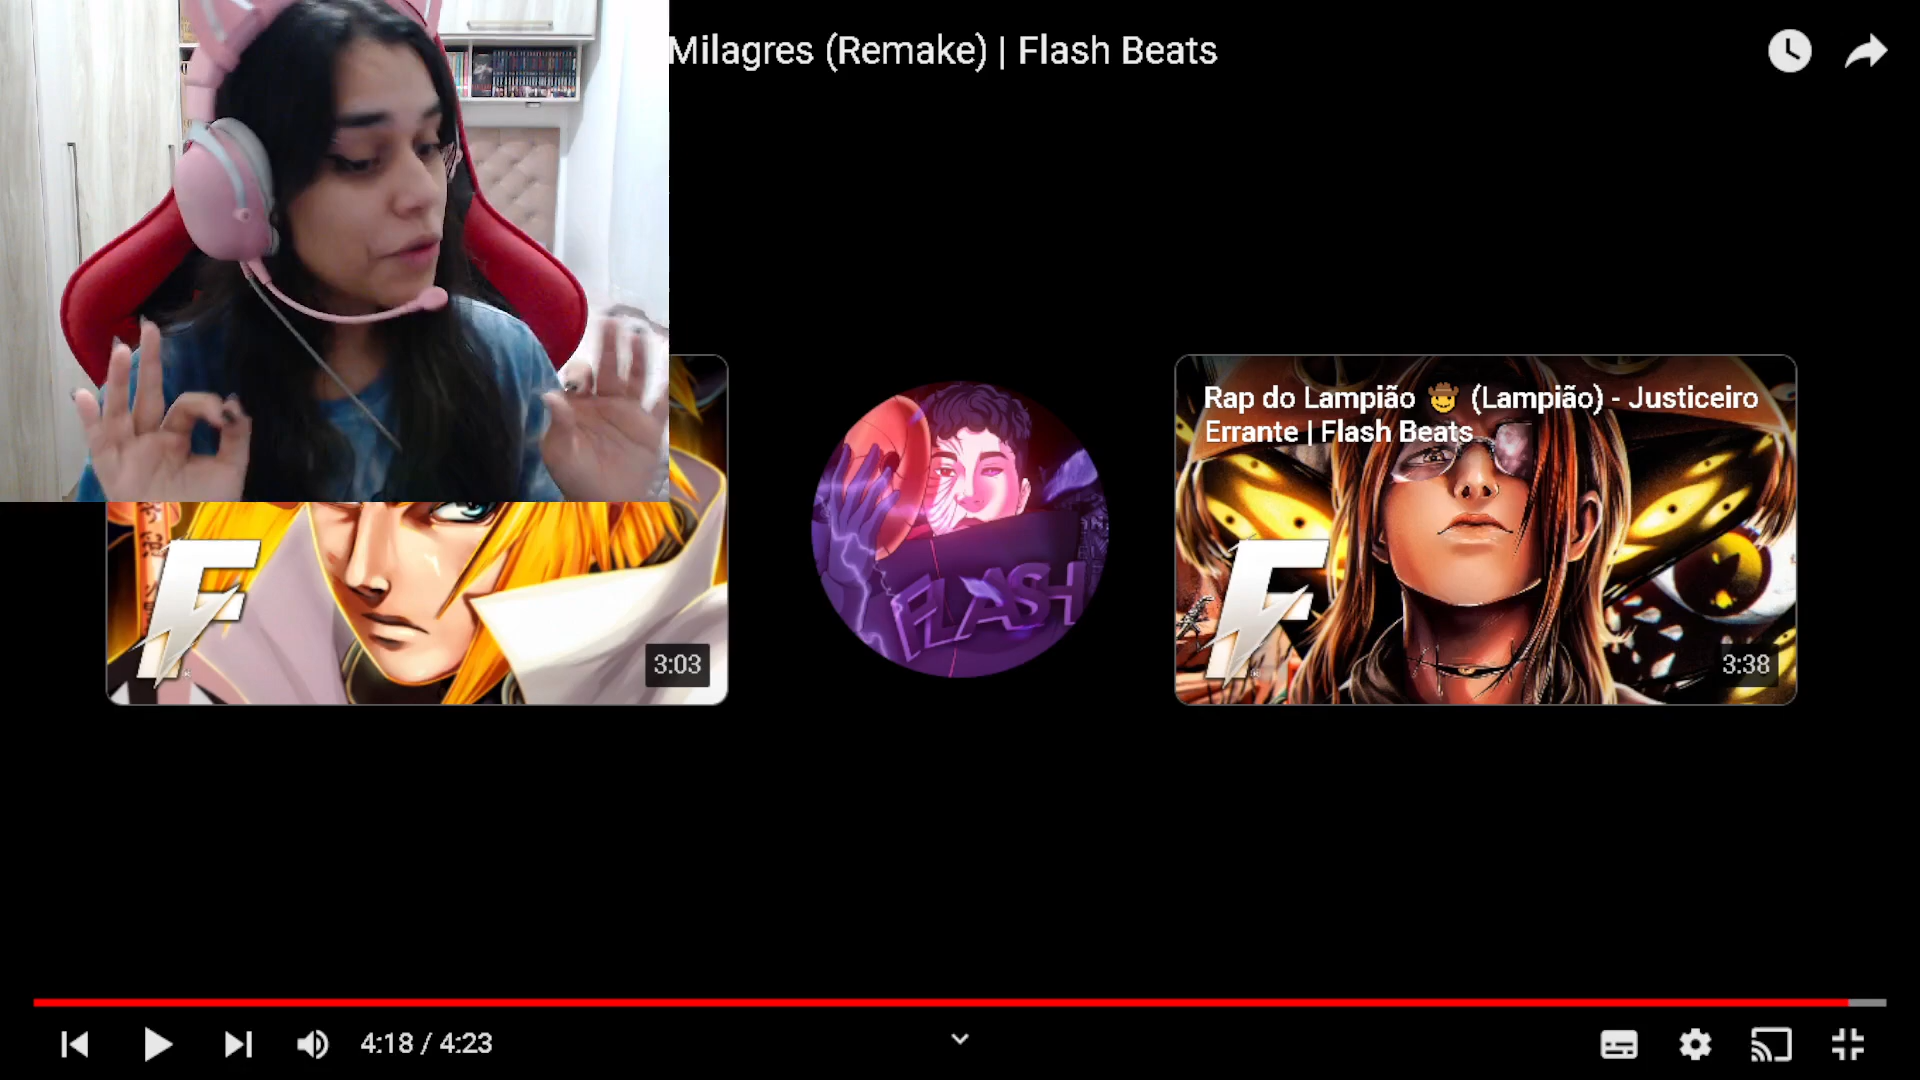 Milagres (Remake) | Flash Beats
Rap do Lampião 🤠 (Lampião) - Justiceiro
Errante | Flash Beats
FLASH
F
F
3:03
3:38
4:18 / 4:23